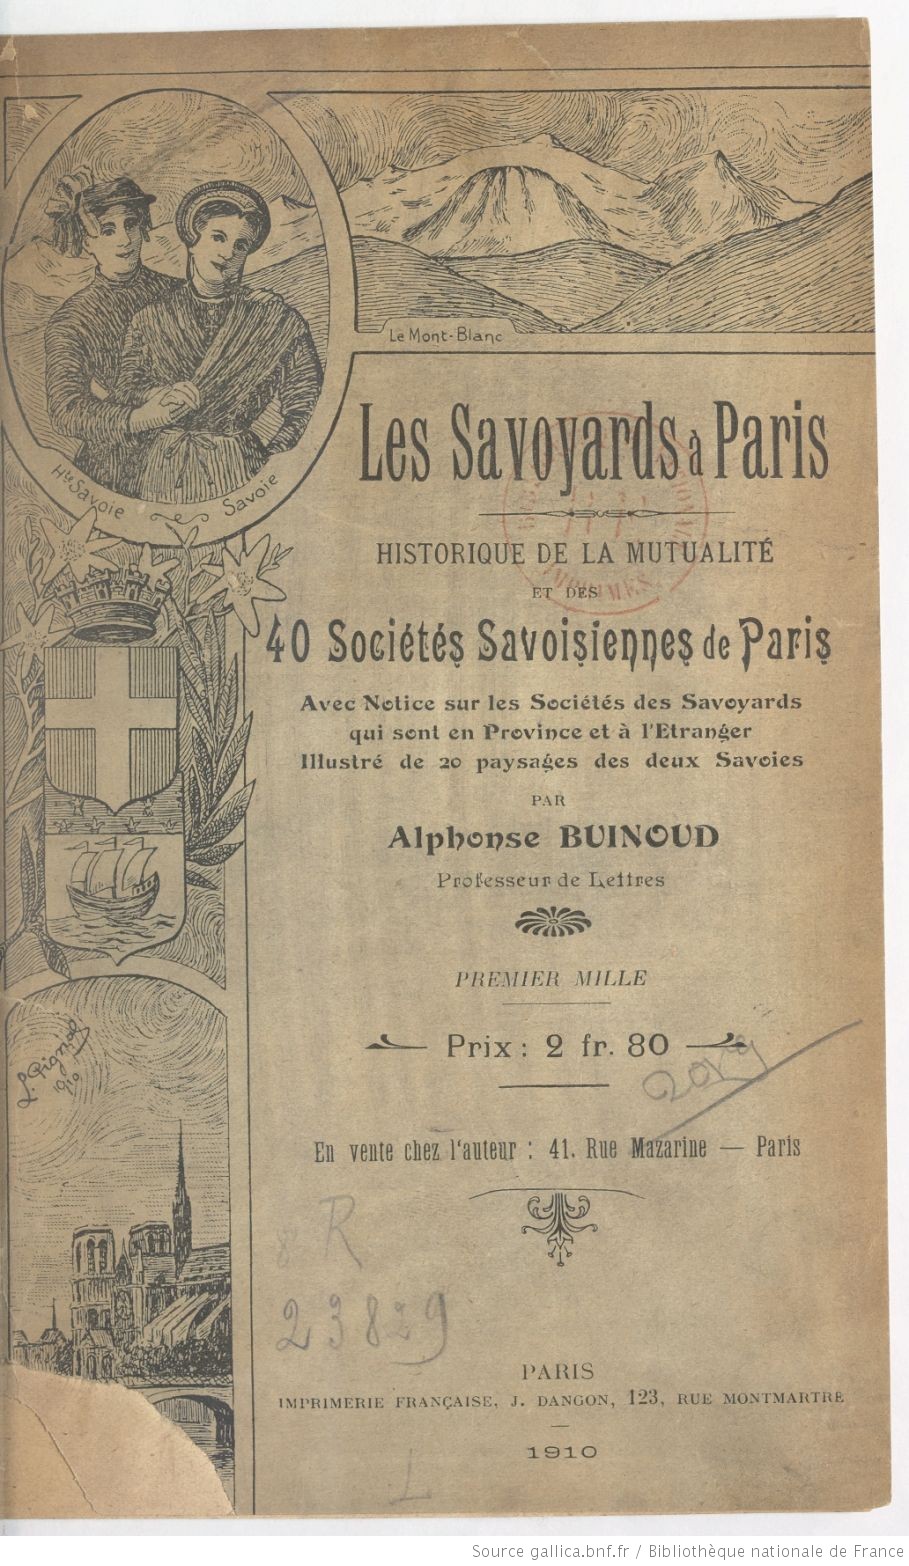 Le Mont-Blanc
Hte Savoie
Savoie
Les Savoyards à Paris
HISTORIQUE DE LA MUTUALITÉ
ET DES
40 Sociétés Savoisiennes de Paris
Avec Notice sur les Sociétés des Savoyards
qui sont en Province et à l'Etranger
Illustré de 20 paysages des deux Savoies
PAR
Alphonse BUINOUD
Professeur de Lettres
PREMIER MILLE
Prix : 2 fr. 80
L. Pignal
1910
En vente chez l'auteur : 41. Rue Mazarine — Paris
8 R
23829
PARIS
IMPRIMERIE FRANÇAISE, J. DANGON, 123, RUE MONTMARTRE
1910
Source gallica.bnf.fr / Bibliothèque nationale de France